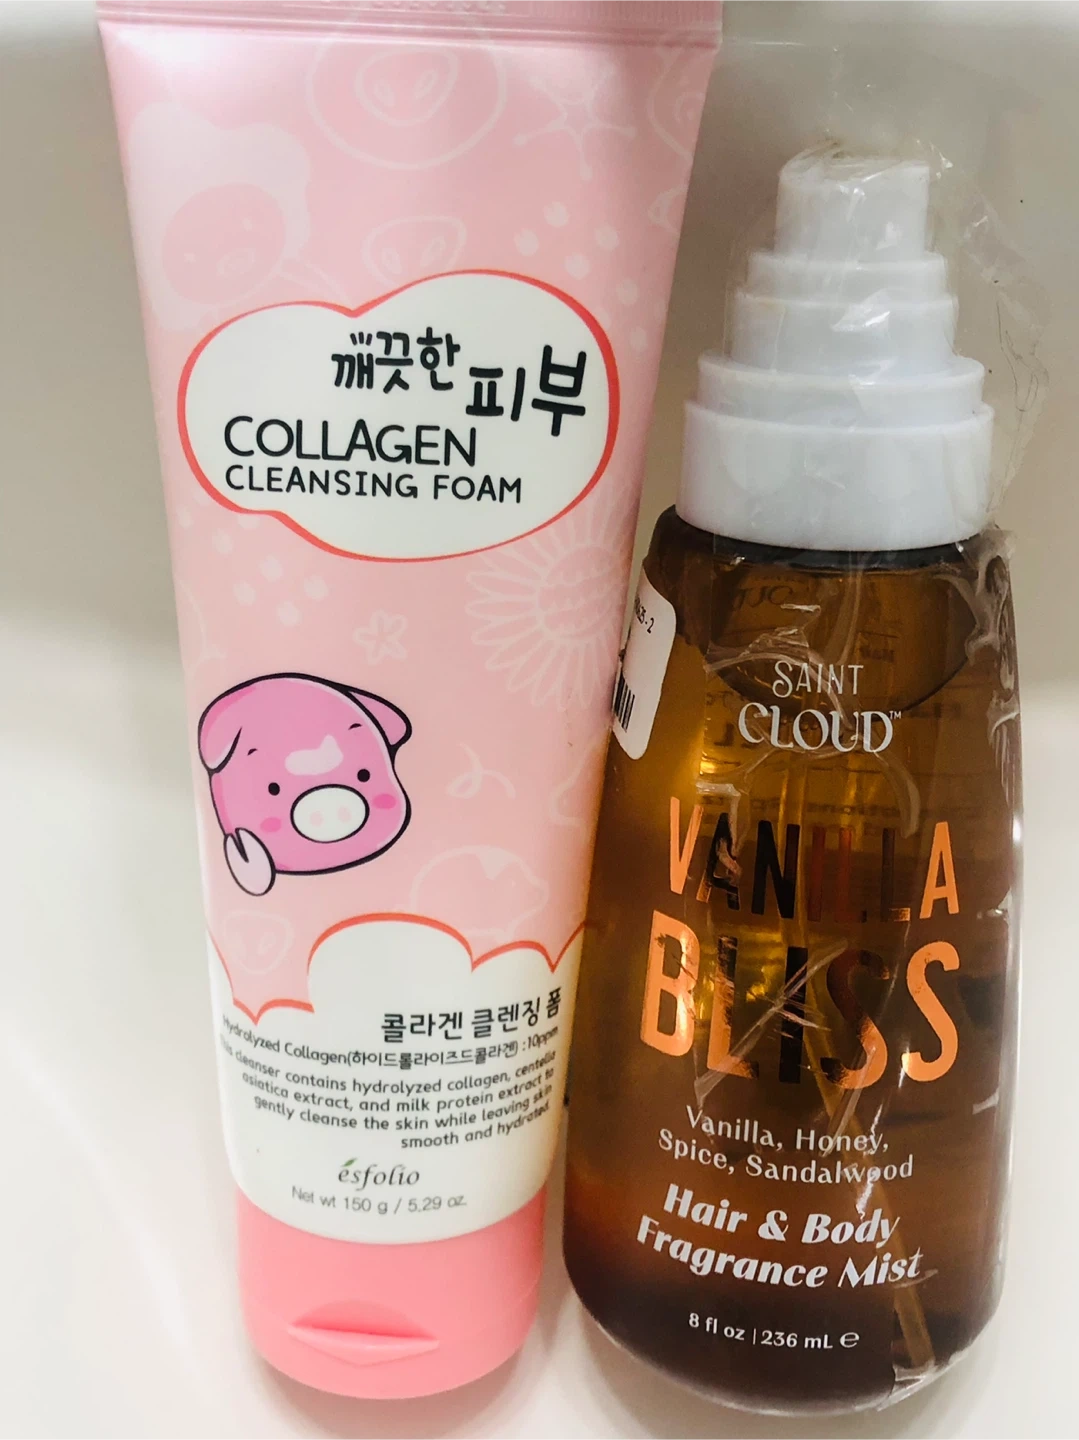 깨끗한 피부
COLLAGEN
CLEANSING FOAM
콜라겐 클렌징 폼
Hydrolyzed Collagen(하이드롤라이즈드콜라겐) :10ppm
cleanser contains hydrolyzed collagen, centella
asiatica extract, and milk protein extract to
gently cleanse the skin while leaving skin
smooth and hydrated.
esfolio
Net wt 150 g / 5.29 oz.
SAINT
CLOUD™
VANILLA
BLISS
Vanilla, Honey,
Spice, Sandalwood
Hair & Body
Fragrance Mist
8 fl oz | 236 mL ℮